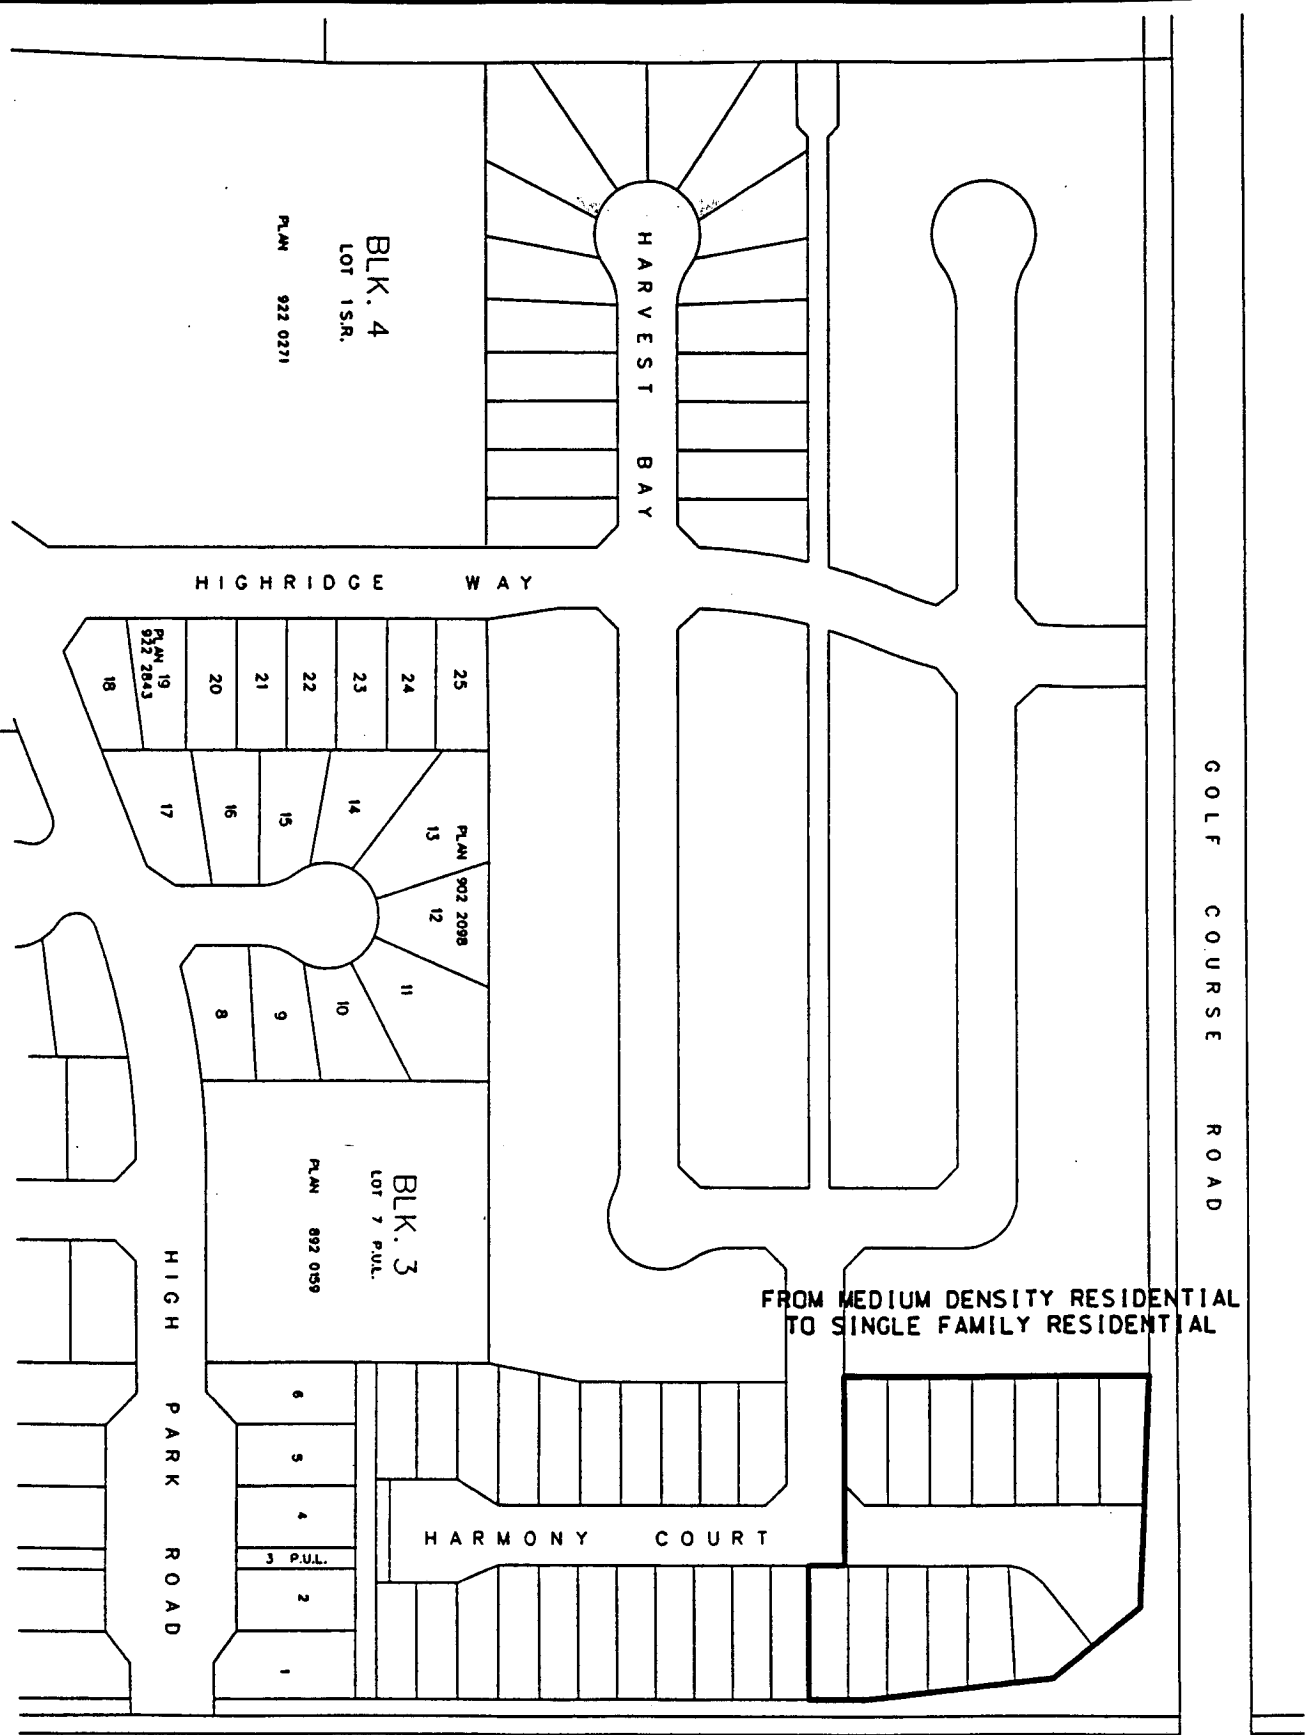 HARVEST BAY
BLK. 4
LOT 1 S.R.
PLAN 922 0271
HIGHRIDGE WAY
18
PLAN 19
922 2843
20
21
22
23
24
25
17
16
15
14
13
PLAN 902 2098
12
11
10
9
8
GOLF COURSE ROAD
BLK. 3
LOT 7 P.U.L.
PLAN 892 0159
FROM MEDIUM DENSITY RESIDENTIAL
TO SINGLE FAMILY RESIDENTIAL
HIGH PARK ROAD
6
5
4
3 P.U.L.
2
1
HARMONY COURT